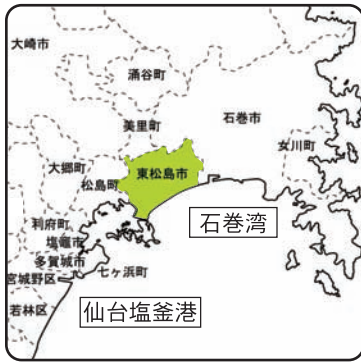 大崎市
涌谷町
石巻市
美里町
女川町
大郷町
東松島市
松島町
石巻湾
利府町
塩竈市
多賀城市
七ヶ浜町
宮城野区
若林区
仙台塩釜港